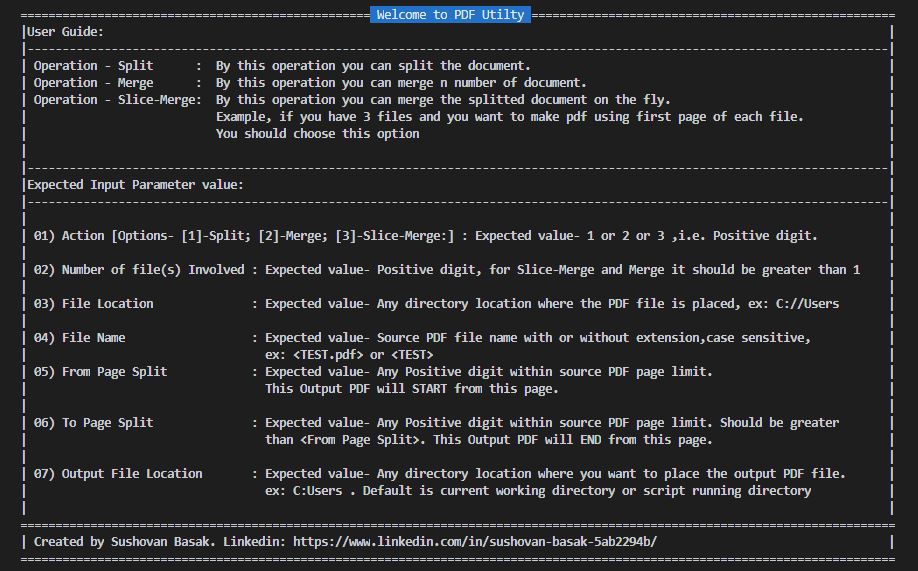 Welcome to PDF Utilty
User Guide:
Operation - Split      :  By this operation you can split the document.
Operation - Merge      :  By this operation you can merge n number of document.
Operation - Slice-Merge:  By this operation you can merge the splitted document on the fly.
Example, if you have 3 files and you want to make pdf using first page of each file.
You should choose this option
Expected Input Parameter value:
01) Action [Options- [1]-Split; [2]-Merge; [3]-Slice-Merge:] : Expected value- 1 or 2 or 3 ,i.e. Positive digit.
02) Number of file(s) Involved : Expected value- Positive digit, for Slice-Merge and Merge it should be greater than 1
03) File Location              : Expected value- Any directory location where the PDF file is placed, ex: C://Users
04) File Name                  : Expected value- Source PDF file name with or without extension,case sensitive,
ex: <TEST.pdf> or <TEST>
05) From Page Split            : Expected value- Any Positive digit within source PDF page limit.
This Output PDF will START from this page.
06) To Page Split              : Expected value- Any Positive digit within source PDF page limit. Should be greater
than <From Page Split>. This Output PDF will END from this page.
07) Output File Location       : Expected value- Any directory location where you want to place the output PDF file.
ex: C:Users . Default is current working directory or script running directory
Created by Sushovan Basak. Linkedin: https://www.linkedin.com/in/sushovan-basak-5ab2294b/